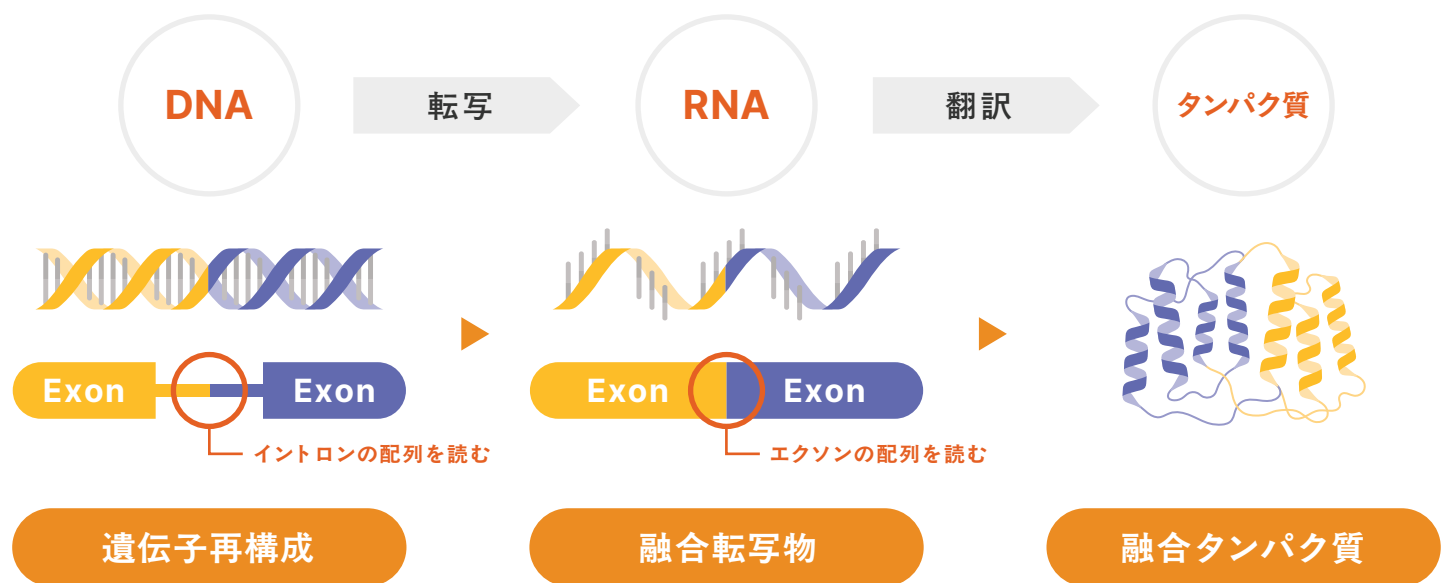 DNA
転写
RNA
翻訳
タンパク質
Exon
Exon
イントロンの配列を読む
Exon
Exon
エクソンの配列を読む
遺伝子再構成
融合転写物
融合タンパク質